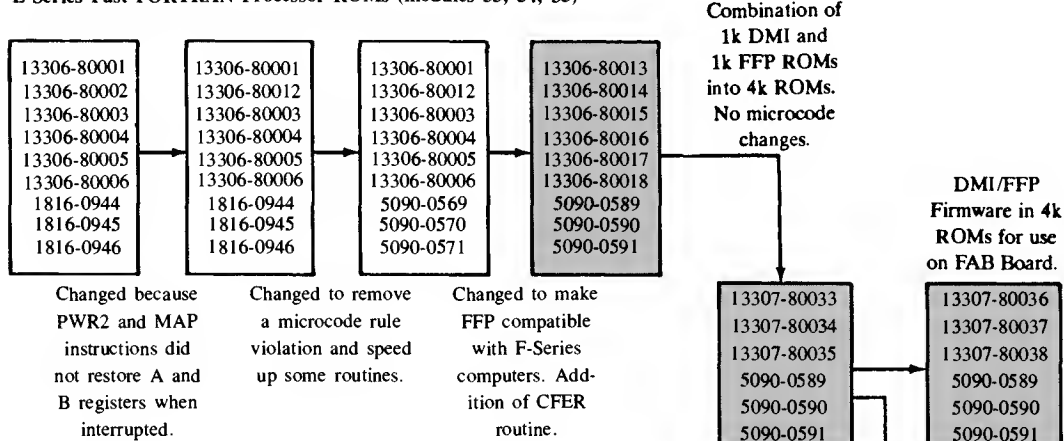 E-Series Fast FORTRAN Processor ROMs (modules 33, 34, 35)
13306-80001
13306-80002
13306-80003
13306-80004
13306-80005
13306-80006
1816-0944
1816-0945
1816-0946
Changed because
PWR2 and MAP
instructions did
not restore A and
B registers when
interrupted.
13306-80001
13306-80012
13306-80003
13306-80004
13306-80005
13306-80006
1816-0944
1816-0945
1816-0946
Changed to remove
a microcode rule
violation and speed
up some routines.
13306-80001
13306-80012
13306-80003
13306-80004
13306-80005
13306-80006
5090-0569
5090-0570
5090-0571
Changed to make
FFP compatible
with F-Series
computers. Add-
ition of CFER
routine.
13306-80013
13306-80014
13306-80015
13306-80016
13306-80017
13306-80018
5090-0589
5090-0590
5090-0591
Combination of
1k DMI and
1k FFP ROMs
into 4k ROMs.
No microcode
changes.
13307-80033
13307-80034
13307-80035
5090-0589
5090-0590
5090-0591
DMI/FFP
Firmware in 4k
ROMs for use
on FAB Board.
13307-80036
13307-80037
13307-80038
5090-0589
5090-0590
5090-0591